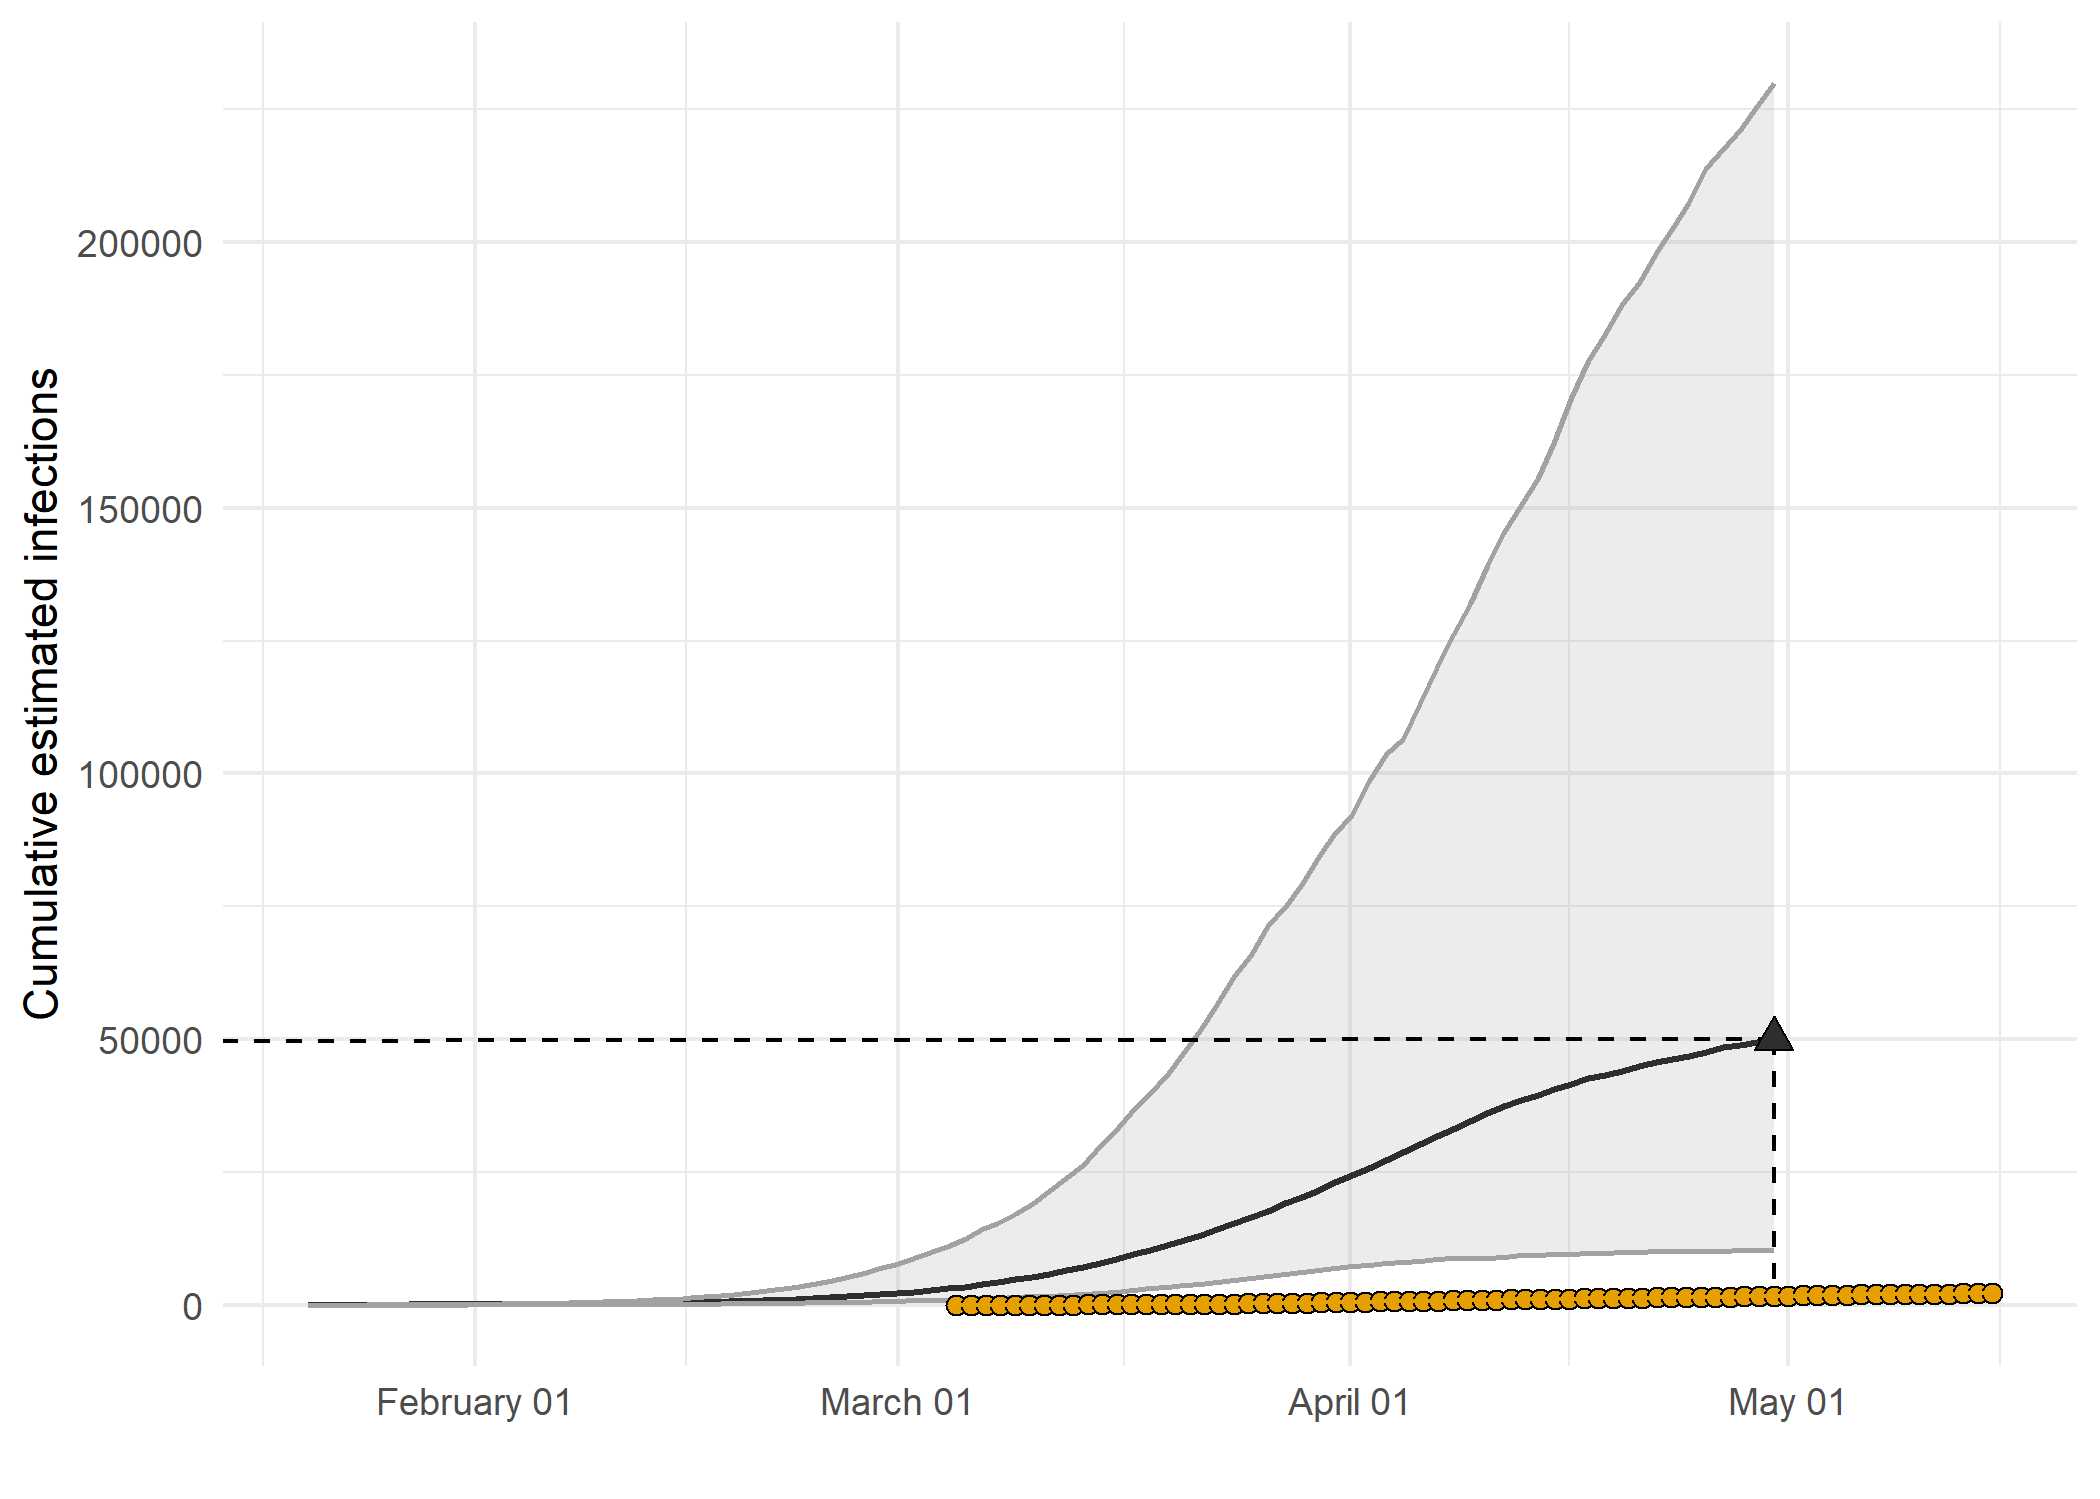 Cumulative estimated infections
200000
150000
100000
50000
0
February 01
March 01
April 01
May 01